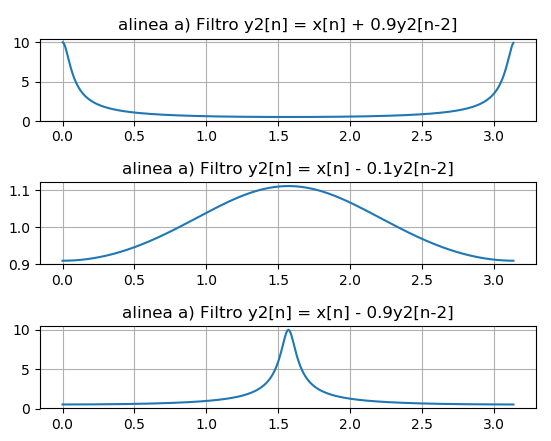 alinea a) Filtro y2[n] = x[n] + 0.9y2[n-2]
10
5
0
0.0 0.5 1.0 1.5 2.0 2.5 3.0
alinea a) Filtro y2[n] = x[n] - 0.1y2[n-2]
1.1
1.0
0.9
0.0 0.5 1.0 1.5 2.0 2.5 3.0
alinea a) Filtro y2[n] = x[n] - 0.9y2[n-2]
10
5
0
0.0 0.5 1.0 1.5 2.0 2.5 3.0